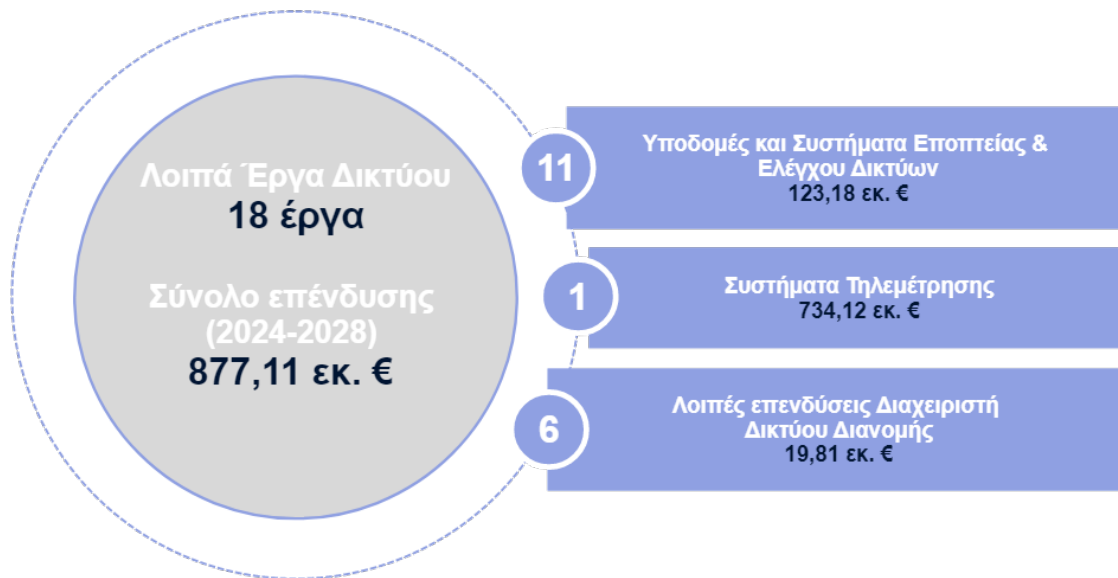 Λοιπά Έργα Δικτύου
18 έργα
Σύνολο επένδυσης
(2024-2028)
877,11 εκ. €
11
Υποδομές και Συστήματα Εποπτείας &
Ελέγχου Δικτύων
123,18 εκ. €
1
Συστήματα Τηλεμέτρησης
734,12 εκ. €
6
Λοιπές επενδύσεις Διαχειριστή
Δικτύου Διανομής
19,81 εκ. €